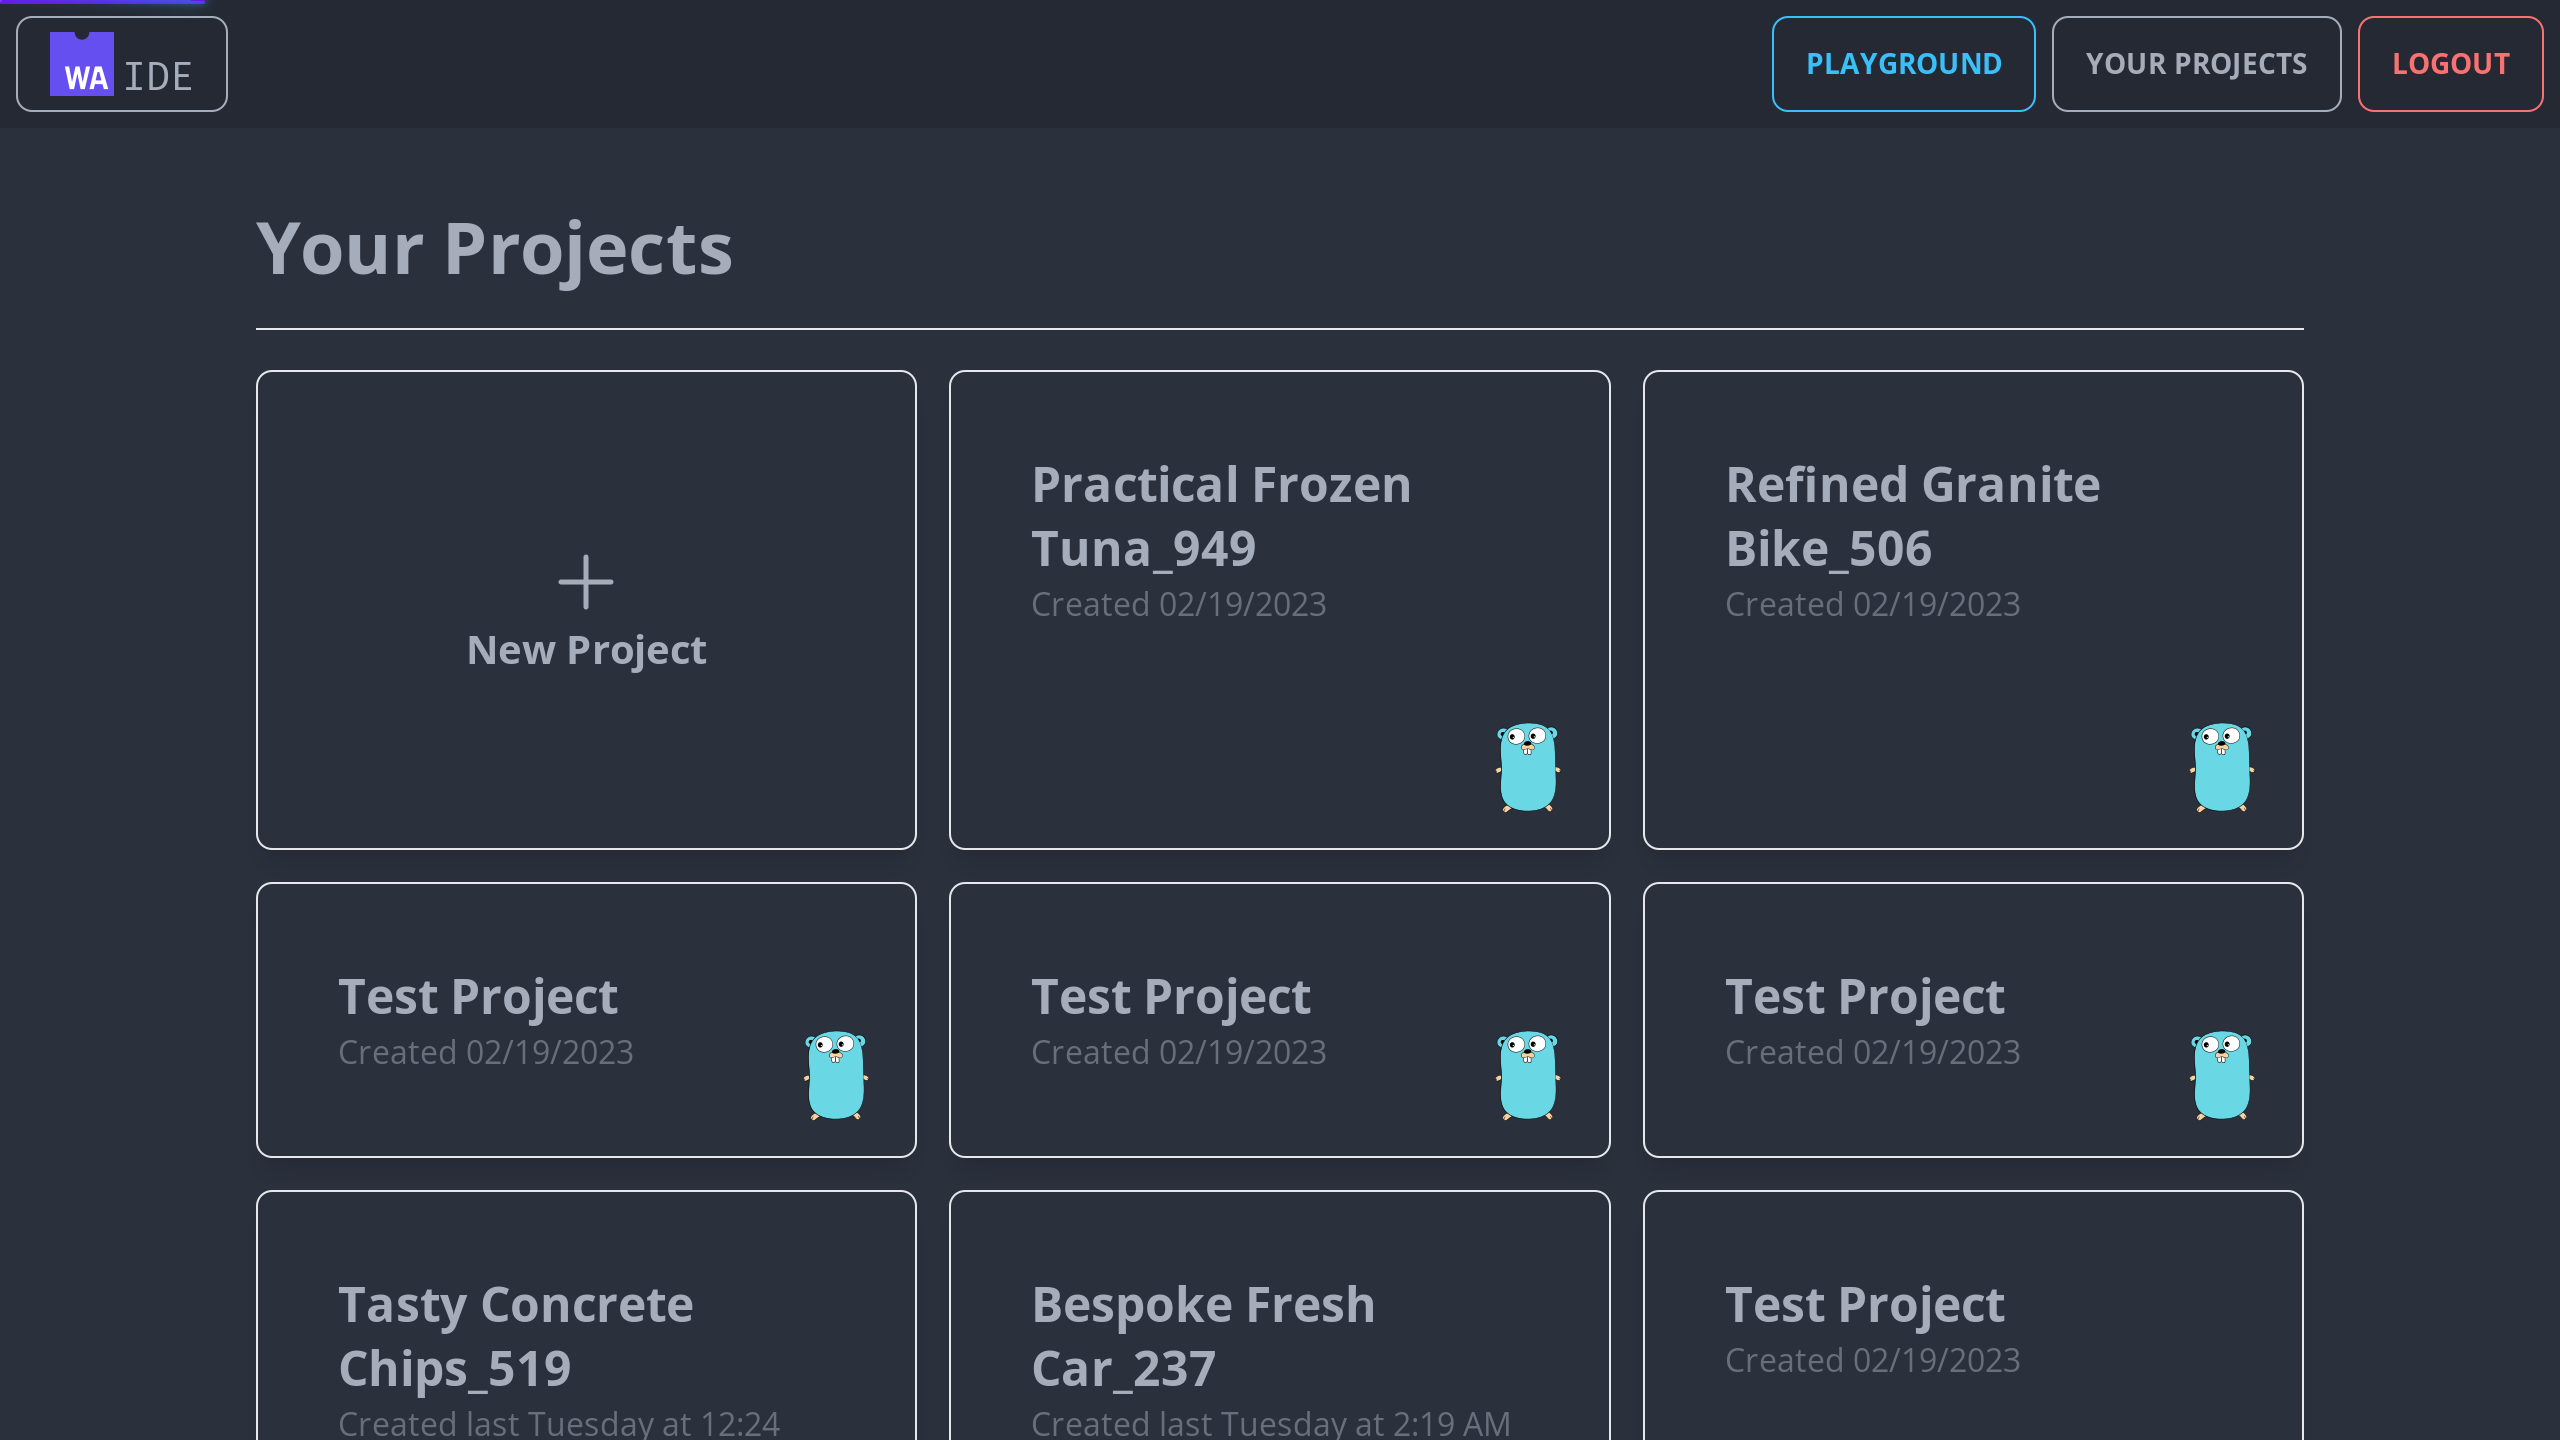 WA IDE
PLAYGROUND
YOUR PROJECTS
LOGOUT
Your Projects
New Project
Practical Frozen
Tuna_949
Created 02/19/2023
Refined Granite
Bike_506
Created 02/19/2023
Test Project
Created 02/19/2023
Test Project
Created 02/19/2023
Test Project
Created 02/19/2023
Tasty Concrete
Chips_519
Created last Tuesday at 12:24
Bespoke Fresh
Car_237
Created last Tuesday at 2:19 AM
Test Project
Created 02/19/2023